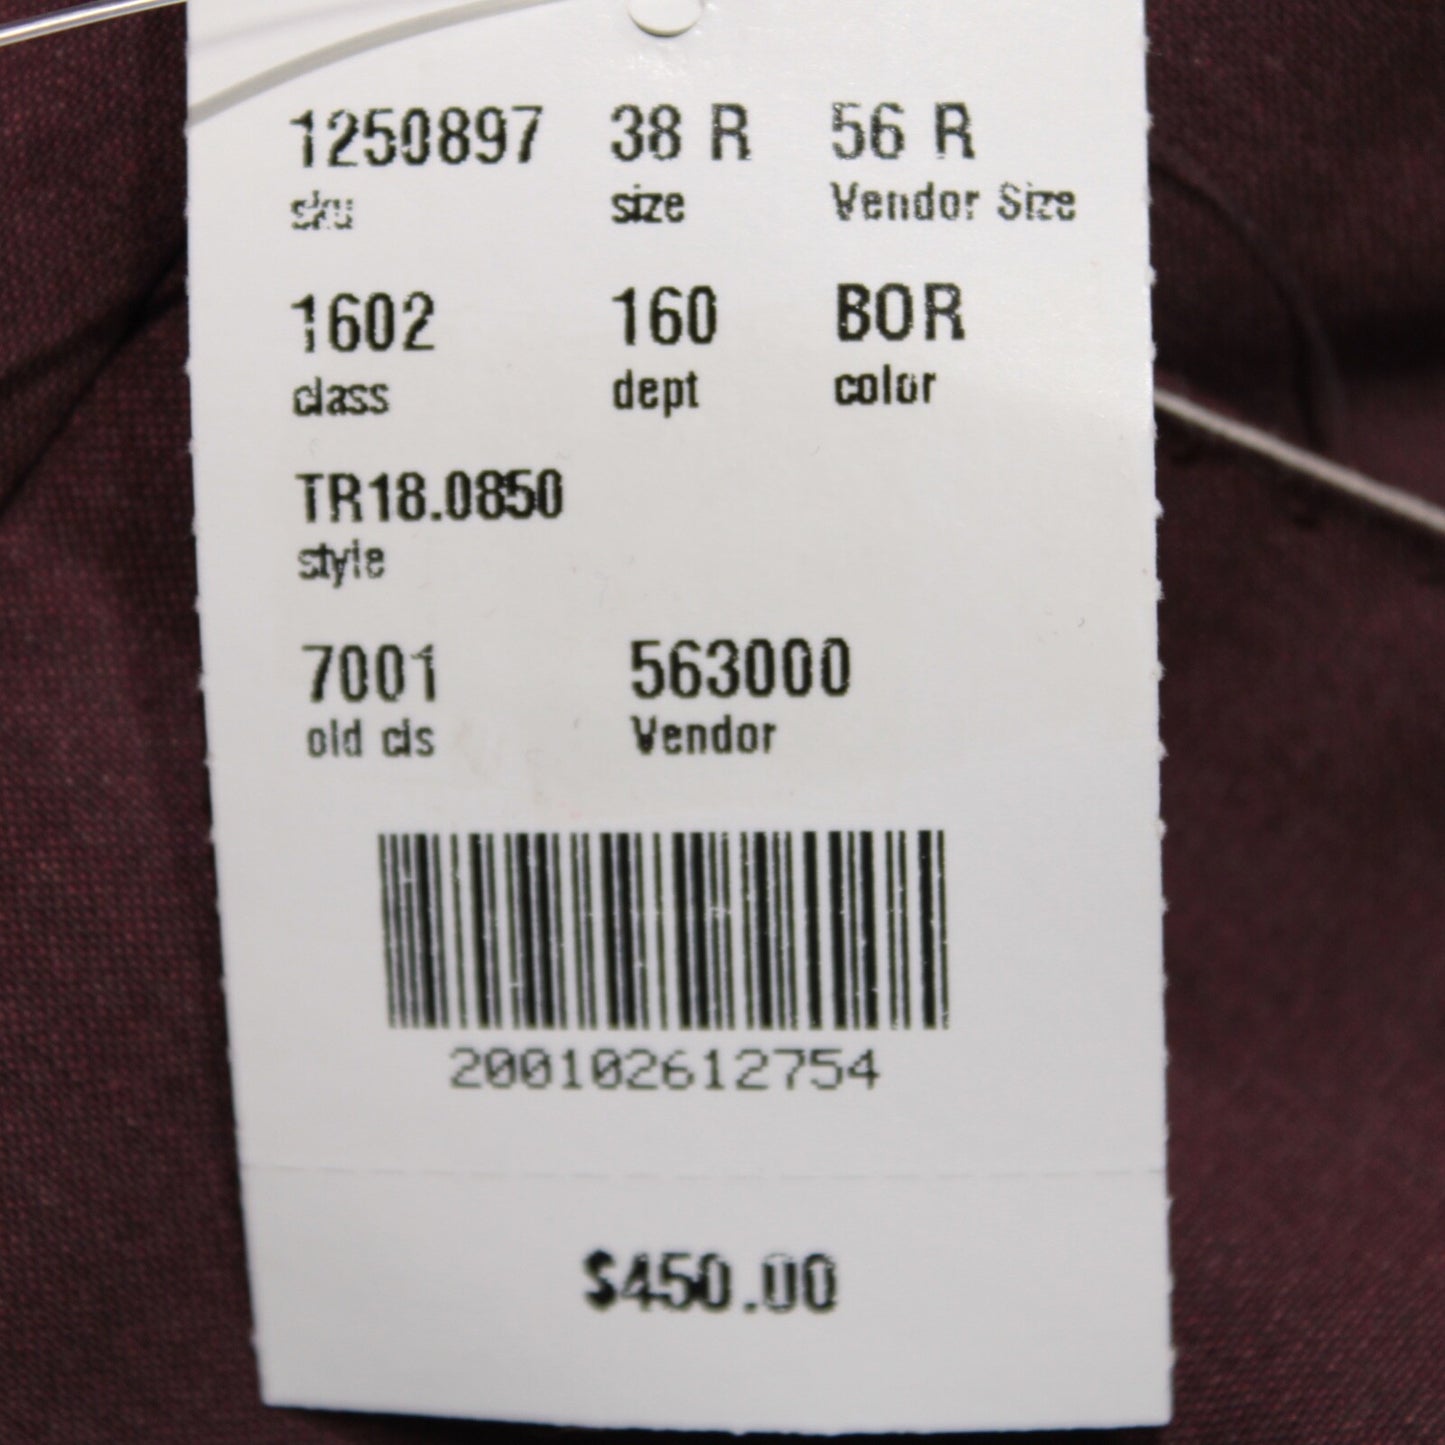 1250897 38 R 56 R
sku size Vendor Size
1602 160 BOR
class dept color
TR18.0850
style
7001 563000
old cls Vendor
200102612754
$450.00